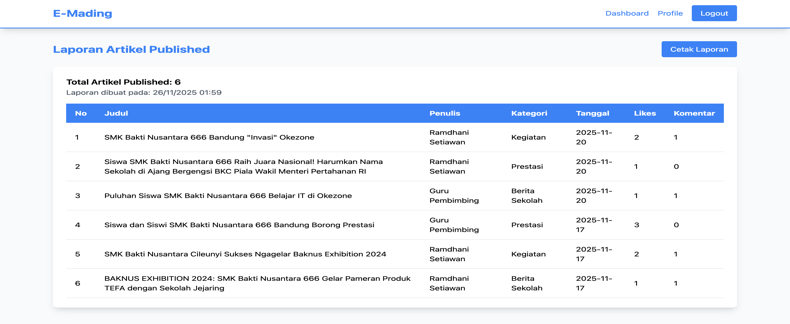 E-Mading
Dashboard Profile Logout
Laporan Artikel Published
Cetak Laporan
Total Artikel Published: 6
Laporan dibuat pada: 26/11/2025 01:59
No Judul Penulis Kategori Tanggal Likes Komentar
1 SMK Bakti Nusantara 666 Bandung "Invasi" Okezone Ramdhani Setiawan Kegiatan 2025-11-20 2 1
2 Siswa SMK Bakti Nusantara 666 Raih Juara Nasional! Harumkan Nama Sekolah di Ajang Bergengsi BKC Piala Wakil Menteri Pertahanan RI Ramdhani Setiawan Prestasi 2025-11-20 1 0
3 Puluhan Siswa SMK Bakti Nusantara 666 Belajar IT di Okezone Guru Pembimbing Berita Sekolah 2025-11-20 1 1
4 Siswa dan Siswi SMK Bakti Nusantara 666 Bandung Borong Prestasi Guru Pembimbing Prestasi 2025-11-17 3 0
5 SMK Bakti Nusantara Cileunyi Sukses Ngagelar Baknus Exhibition 2024 Ramdhani Setiawan Kegiatan 2025-11-17 2 1
6 BAKNUS EXHIBITION 2024: SMK Bakti Nusantara 666 Gelar Pameran Produk TEFA dengan Sekolah Jejaring Ramdhani Setiawan Berita Sekolah 2025-11-17 1 1